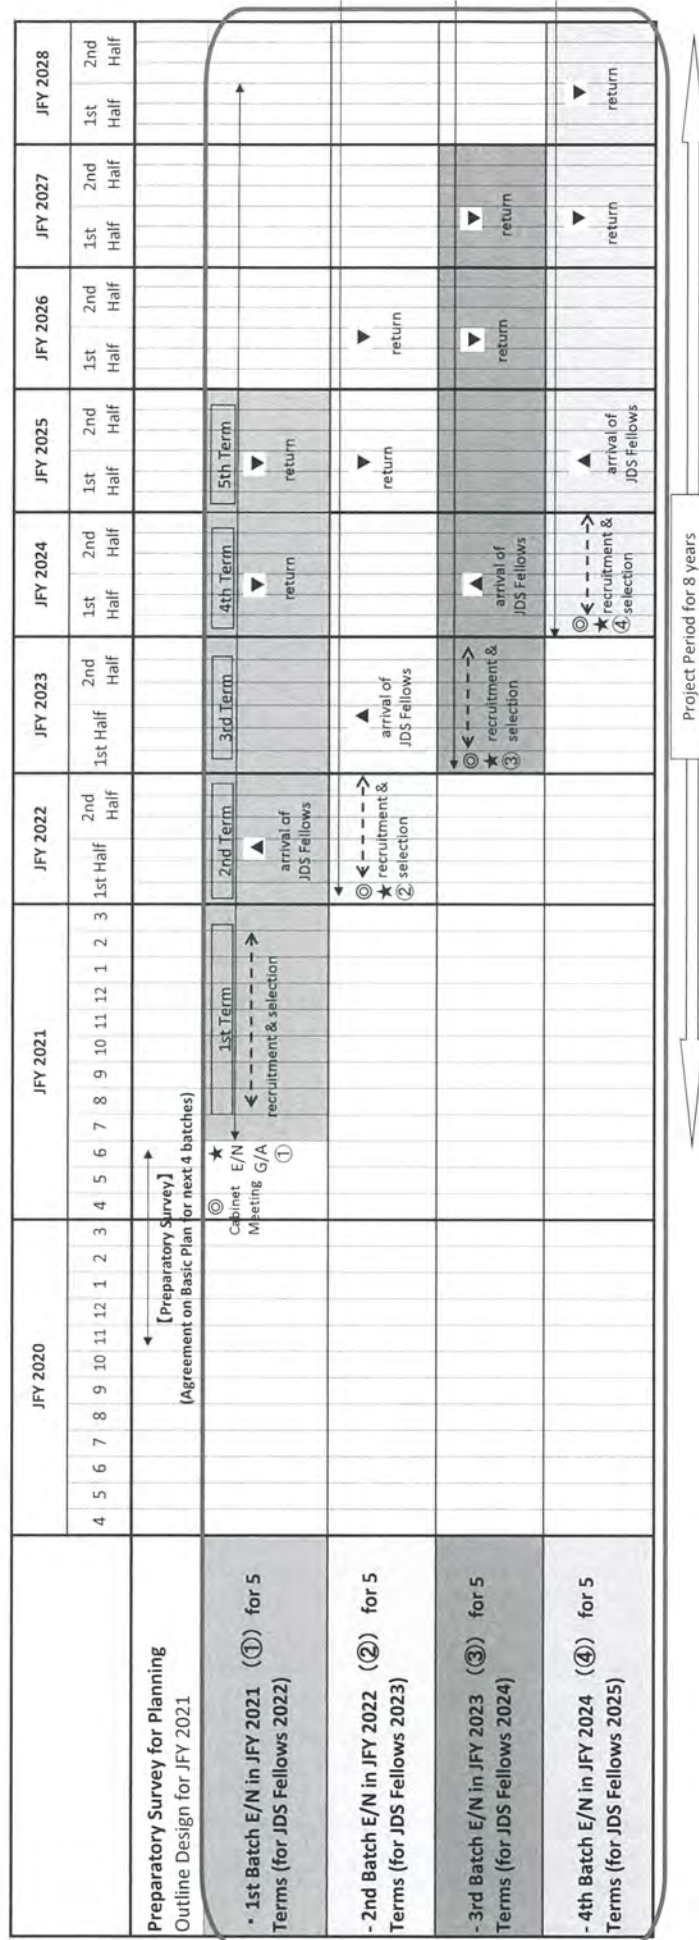 JFY 2020 JFY 2021 JFY 2022 JFY 2023 JFY 2024 JFY 2025 JFY 2026 JFY 2027 JFY 2028
4 5 6 7 8 9 10 11 12 1 2 3 4 5 6 7 8 9 10 11 12 1 2 3 1st Half 2nd Half 1st Half 2nd Half 1st Half 2nd Half 1st Half 2nd Half 1st Half 2nd Half 1st Half 2nd Half 1st Half 2nd Half
Preparatory Survey for Planning
Outline Design for JFY 2021
【Preparatory Survey】
(Agreement on Basic Plan for next 4 batches)
・1st Batch E/N in JFY 2021 (①) for 5
Terms (for JDS Fellows 2022)
◎ ★
Cabinet E/N
Meeting G/A
①
1st Term 2nd Term 3rd Term 4th Term 5th Term
recruitment & selection
▲
arrival of
JDS Fellows
▼
return
▼
return
- 2nd Batch E/N in JFY 2022 (②) for 5
Terms (for JDS Fellows 2023)
◎
★ recruitment &
② selection
▲
arrival of
JDS Fellows
▼
return
▼
return
- 3rd Batch E/N in JFY 2023 (③) for 5
Terms (for JDS Fellows 2024)
◎
★ recruitment &
③ selection
▲
arrival of
JDS Fellows
▼
return
▼
return
- 4th Batch E/N in JFY 2024 (④) for 5
Terms (for JDS Fellows 2025)
◎
★ recruitment &
④ selection
▲
arrival of
JDS Fellows
▼
return
▼
return
Project Period for 8 years